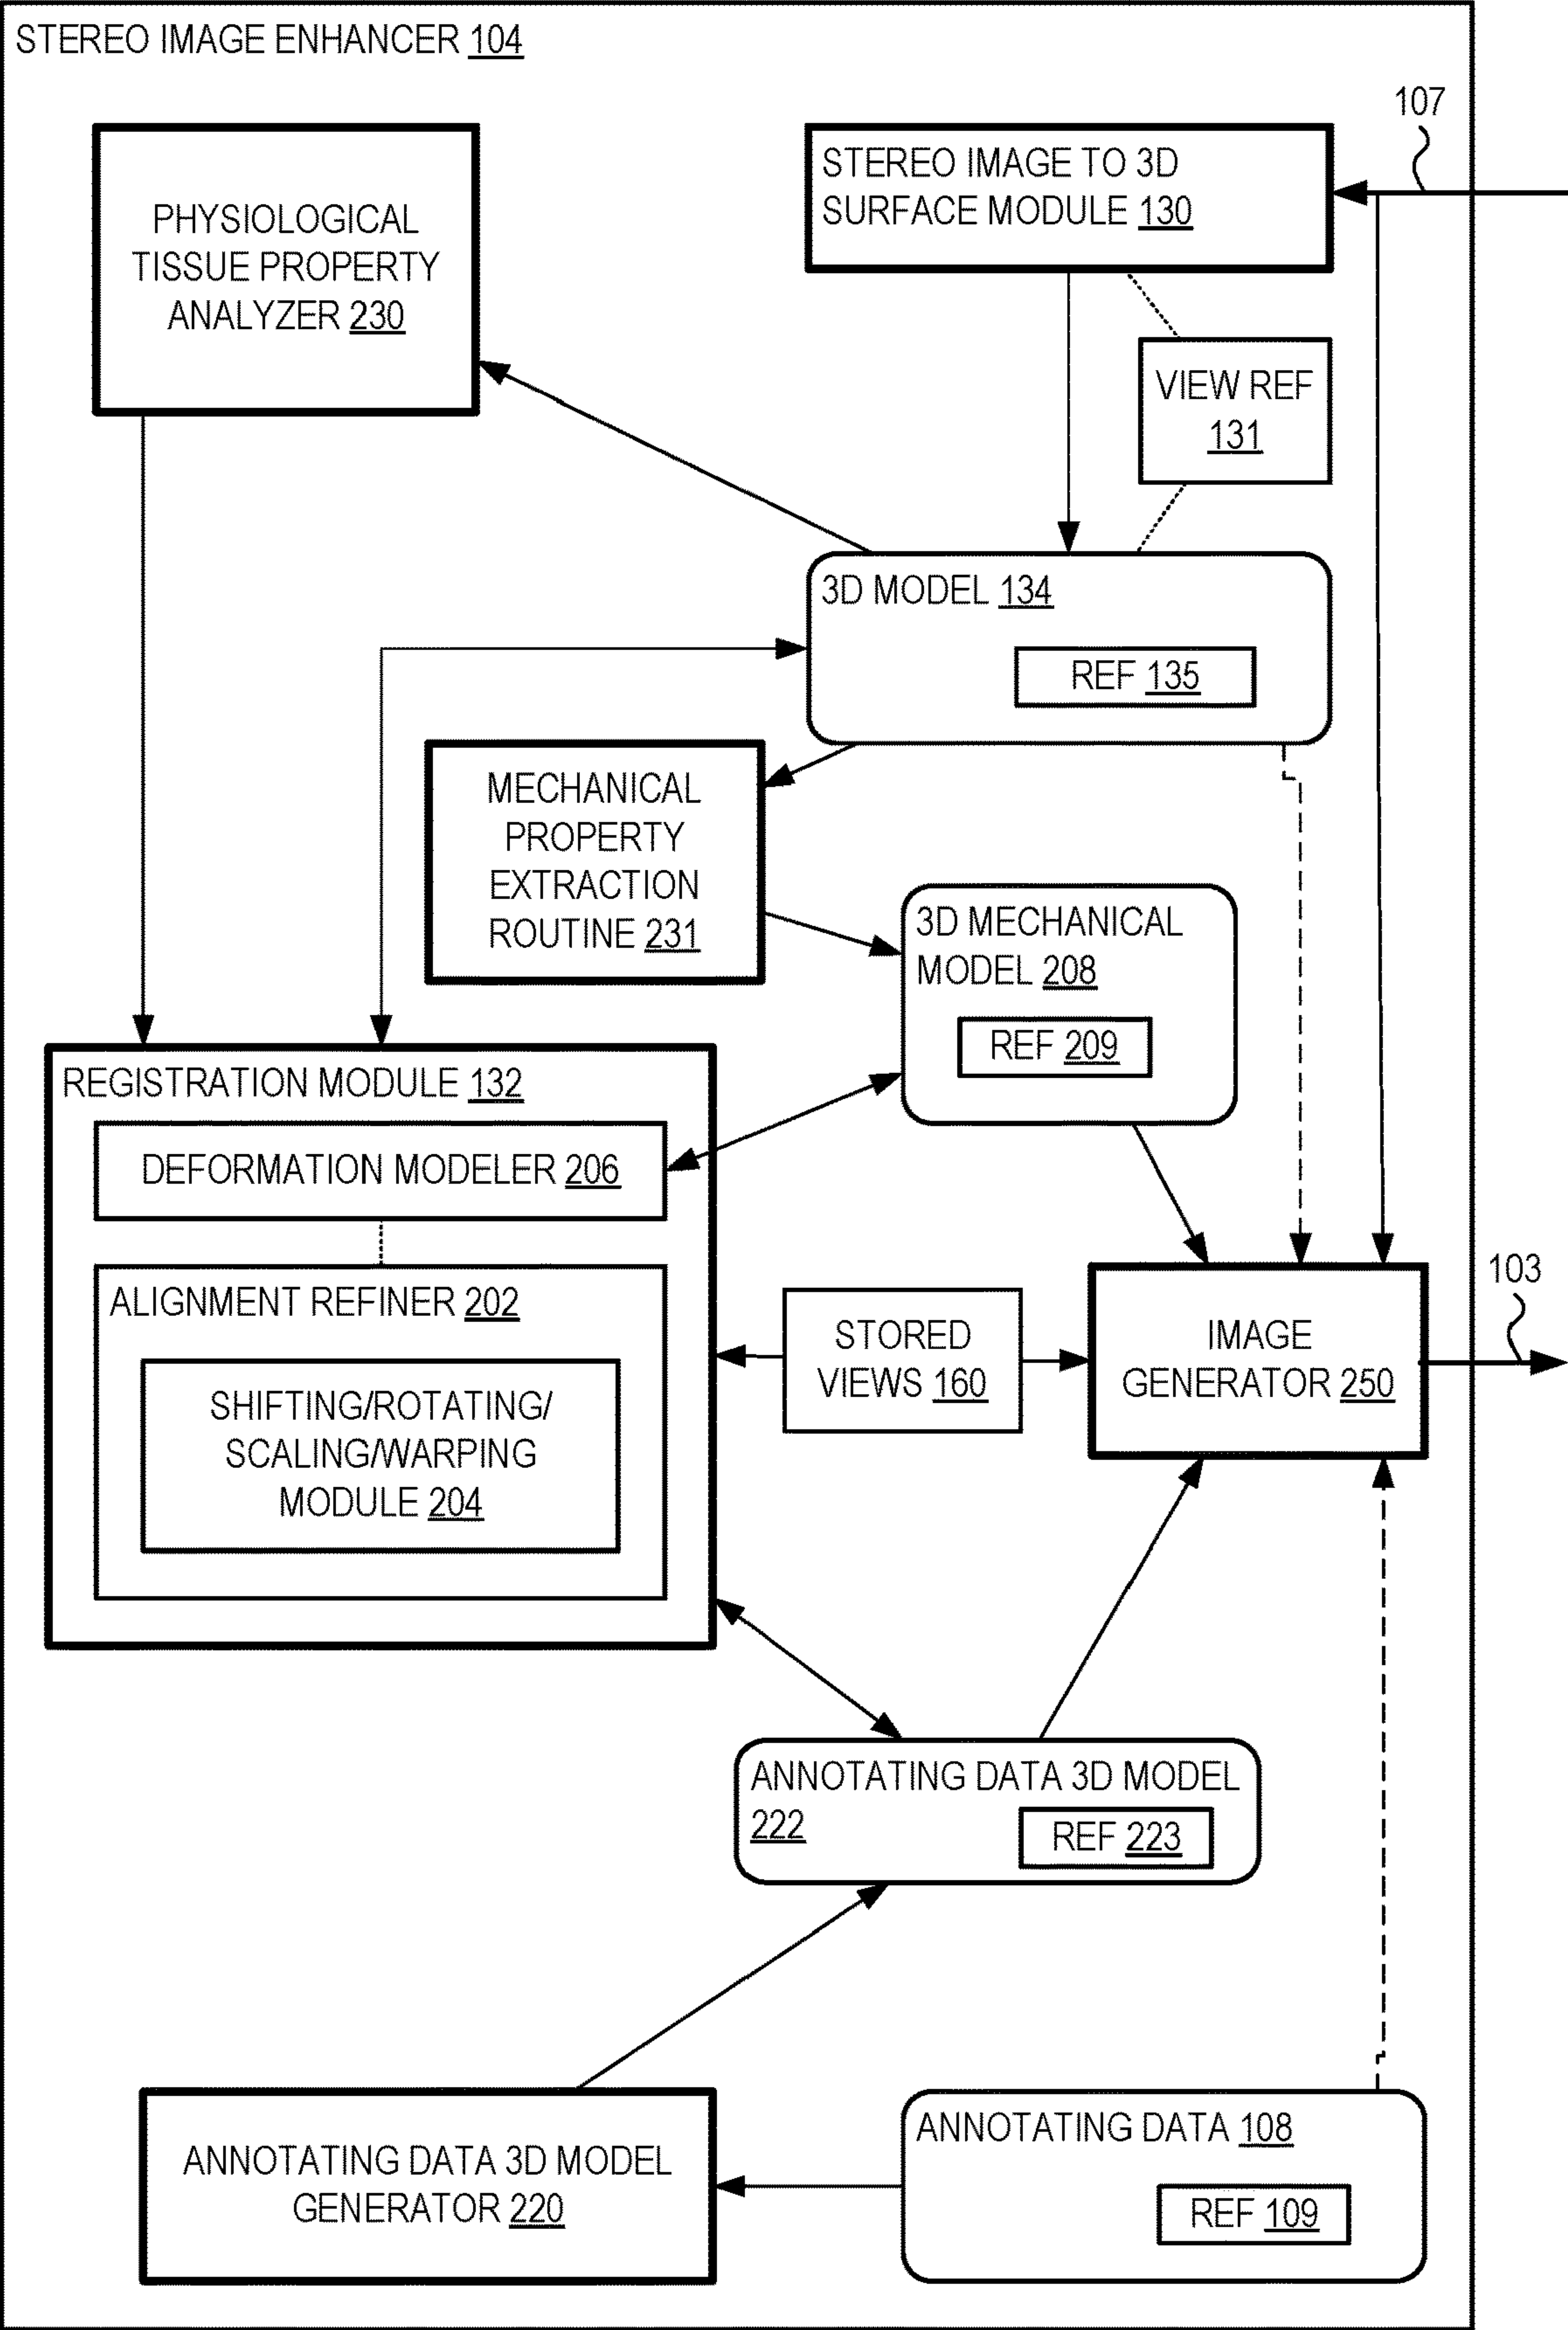 STEREO IMAGE ENHANCER 104
107
PHYSIOLOGICAL
TISSUE PROPERTY
ANALYZER 230
STEREO IMAGE TO 3D
SURFACE MODULE 130
VIEW REF
131
3D MODEL 134
REF 135
MECHANICAL
PROPERTY
EXTRACTION
ROUTINE 231
3D MECHANICAL
MODEL 208
REF 209
REGISTRATION MODULE 132
DEFORMATION MODELER 206
ALIGNMENT REFINER 202
SHIFTING/ROTATING/
SCALING/WARPING
MODULE 204
STORED
VIEWS 160
IMAGE
GENERATOR 250
103
ANNOTATING DATA 3D MODEL
222
REF 223
ANNOTATING DATA 3D MODEL
GENERATOR 220
ANNOTATING DATA 108
REF 109